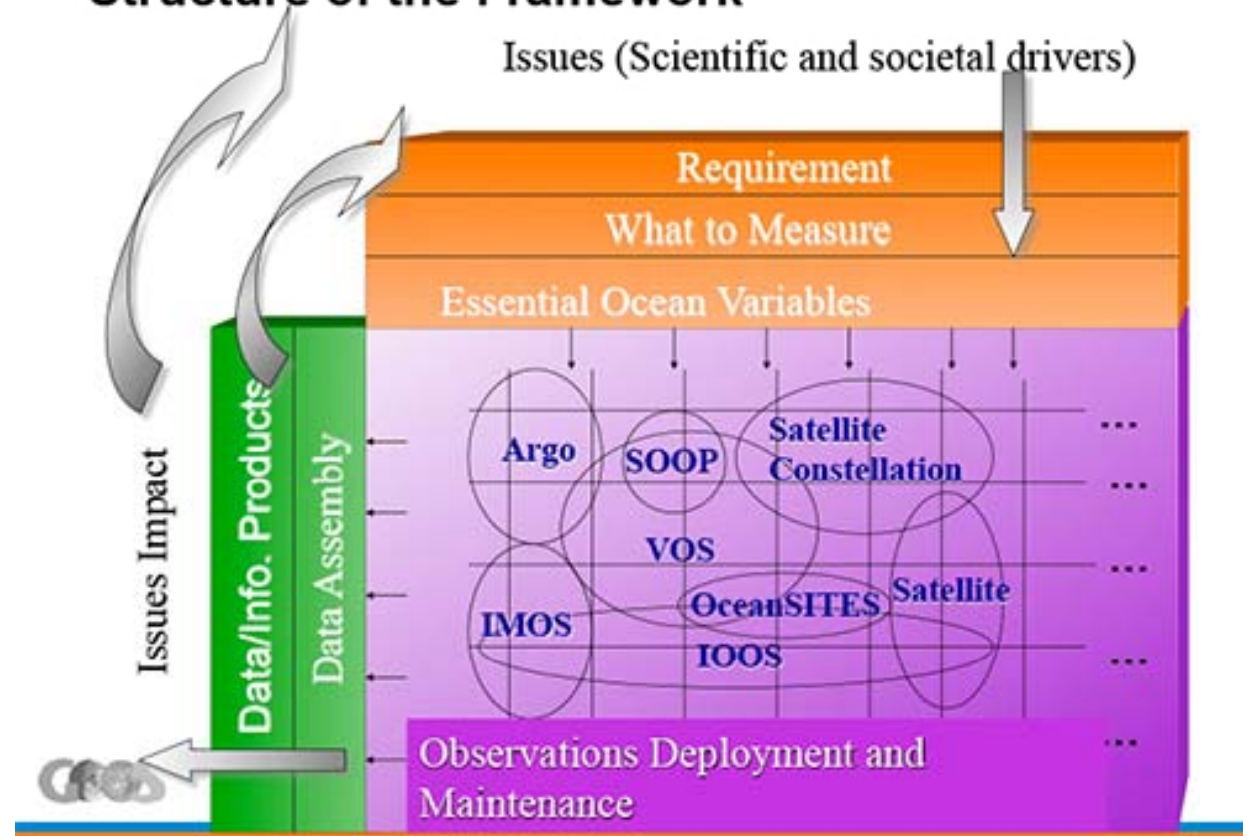 Structure of the Framework
Issues (Scientific and societal drivers)
Requirement
What to Measure
Essential Ocean Variables
Issues Impact
Data/Info. Products
Data Assembly
Argo
SOOP
Satellite
Constellation
VOS
OceanSITES
Satellite
IMOS
IOOS
...
...
...
...
...
Observations Deployment and
Maintenance